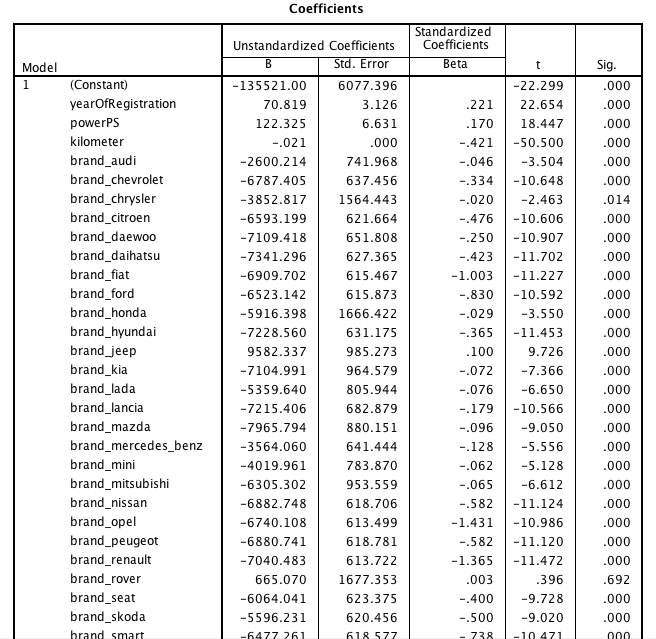 Coefficients
Unstandardized Coefficients Standardized Coefficients
Model B Std. Error Beta t Sig.
1 (Constant) -135521.00 6077.396 -22.299 .000
yearOfRegistration 70.819 3.126 .221 22.654 .000
powerPS 122.325 6.631 .170 18.447 .000
kilometer -.021 .000 -.421 -50.500 .000
brand_audi -2600.214 741.968 -.046 -3.504 .000
brand_chevrolet -6787.405 637.456 -.334 -10.648 .000
brand_chrysler -3852.817 1564.443 -.020 -2.463 .014
brand_citroen -6593.199 621.664 -.476 -10.606 .000
brand_daewoo -7109.418 651.808 -.250 -10.907 .000
brand_daihatsu -7341.296 627.365 -.423 -11.702 .000
brand_fiat -6909.702 615.467 -1.003 -11.227 .000
brand_ford -6523.142 615.873 -.830 -10.592 .000
brand_honda -5916.398 1666.422 -.029 -3.550 .000
brand_hyundai -7228.560 631.175 -.365 -11.453 .000
brand_jeep 9582.337 985.273 .100 9.726 .000
brand_kia -7104.991 964.579 -.072 -7.366 .000
brand_lada -5359.640 805.944 -.076 -6.650 .000
brand_lancia -7215.406 682.879 -.179 -10.566 .000
brand_mazda -7965.794 880.151 -.096 -9.050 .000
brand_mercedes_benz -3564.060 641.444 -.128 -5.556 .000
brand_mini -4019.961 783.870 -.062 -5.128 .000
brand_mitsubishi -6305.302 953.559 -.065 -6.612 .000
brand_nissan -6882.748 618.706 -.582 -11.124 .000
brand_opel -6740.108 613.499 -1.431 -10.986 .000
brand_peugeot -6880.741 618.781 -.582 -11.120 .000
brand_renault -7040.483 613.722 -1.365 -11.472 .000
brand_rover 665.070 1677.353 .003 .396 .692
brand_seat -6064.041 623.375 -.400 -9.728 .000
brand_skoda -5596.231 620.456 -.500 -9.020 .000
brand_smart -6477.261 618.577 -.738 -10.471 .000